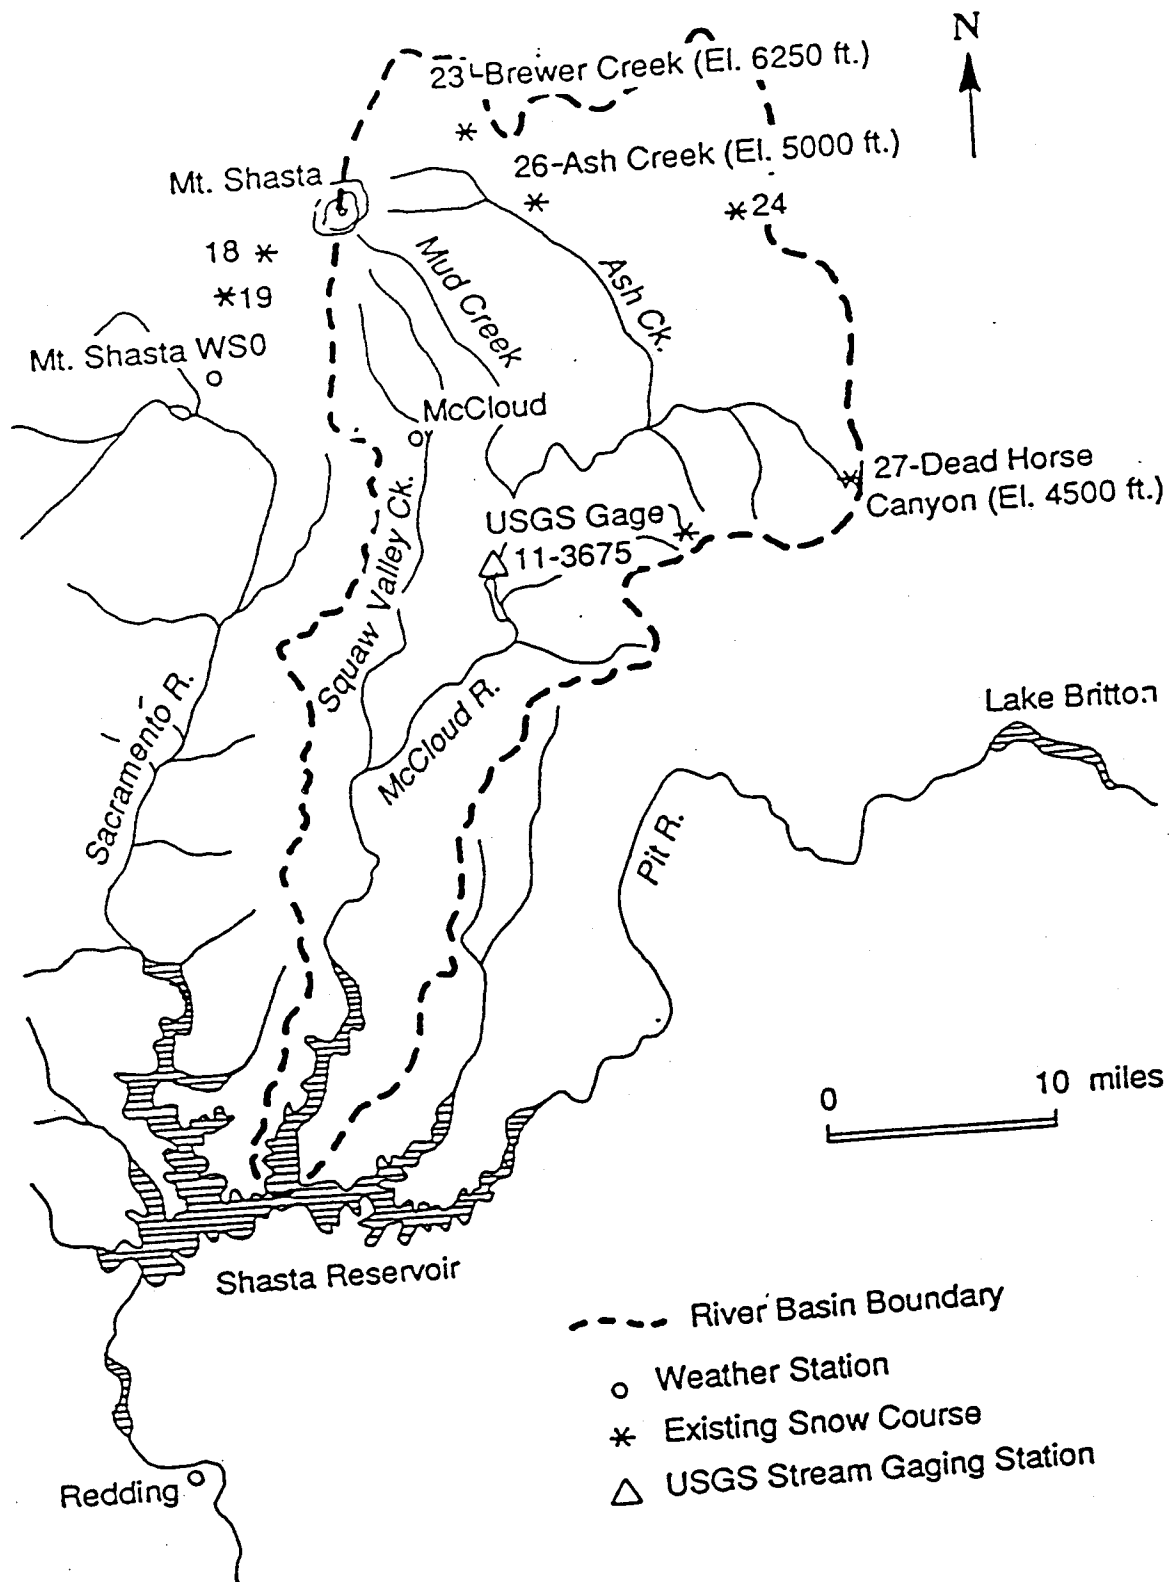 N
23-Brewer Creek (El. 6250 ft.)
26-Ash Creek (El. 5000 ft.)
Mt. Shasta
24
18
19
Mud Creek
Ash Ck.
Mt. Shasta WS0
McCloud
27-Dead Horse
Canyon (El. 4500 ft.)
USGS Gage
11-3675
Squaw Valley Ck.
Sacramento R.
McCloud R.
Lake Britton
Pit R.
0
10 miles
Shasta Reservoir
River Basin Boundary
Weather Station
Existing Snow Course
USGS Stream Gaging Station
Redding